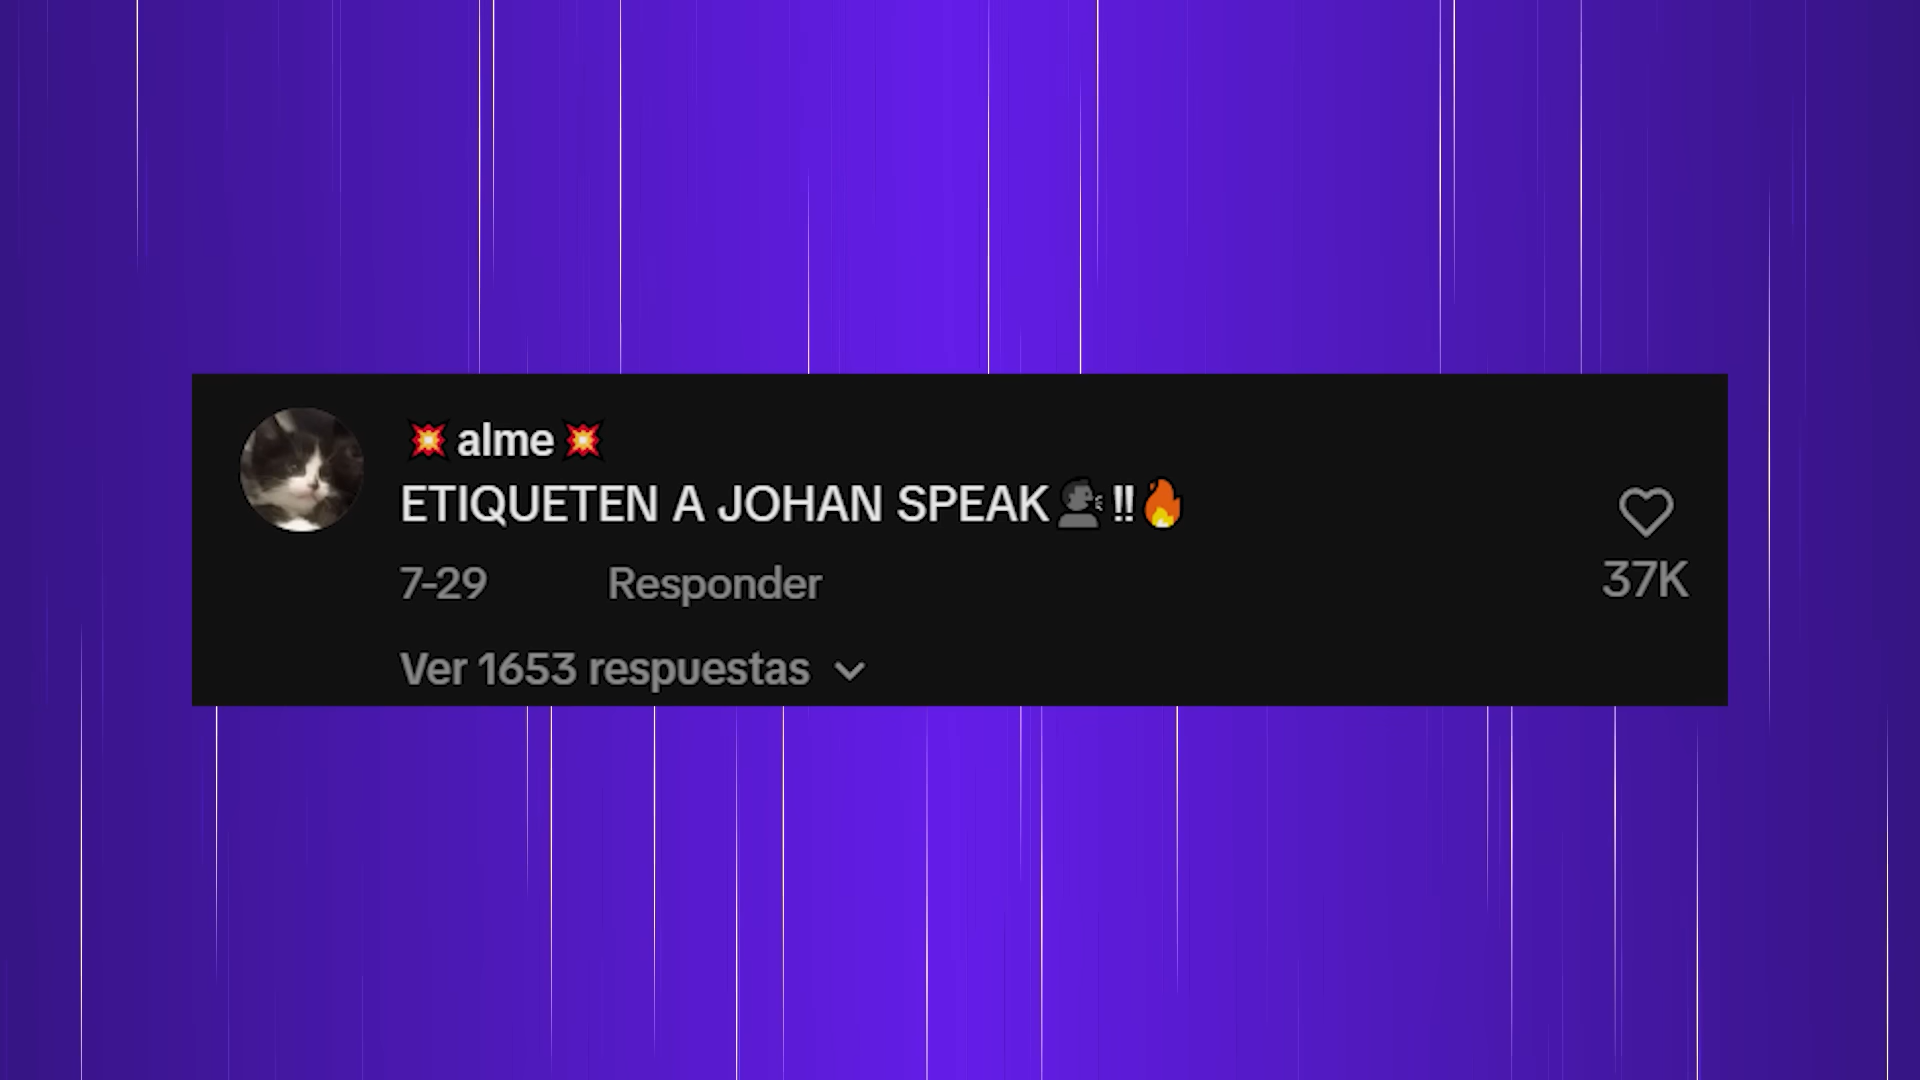 💥 alme 💥
ETIQUETEN A JOHAN SPEAK🗣️‼️🔥
7-29 Responder
37K
Ver 1653 respuestas